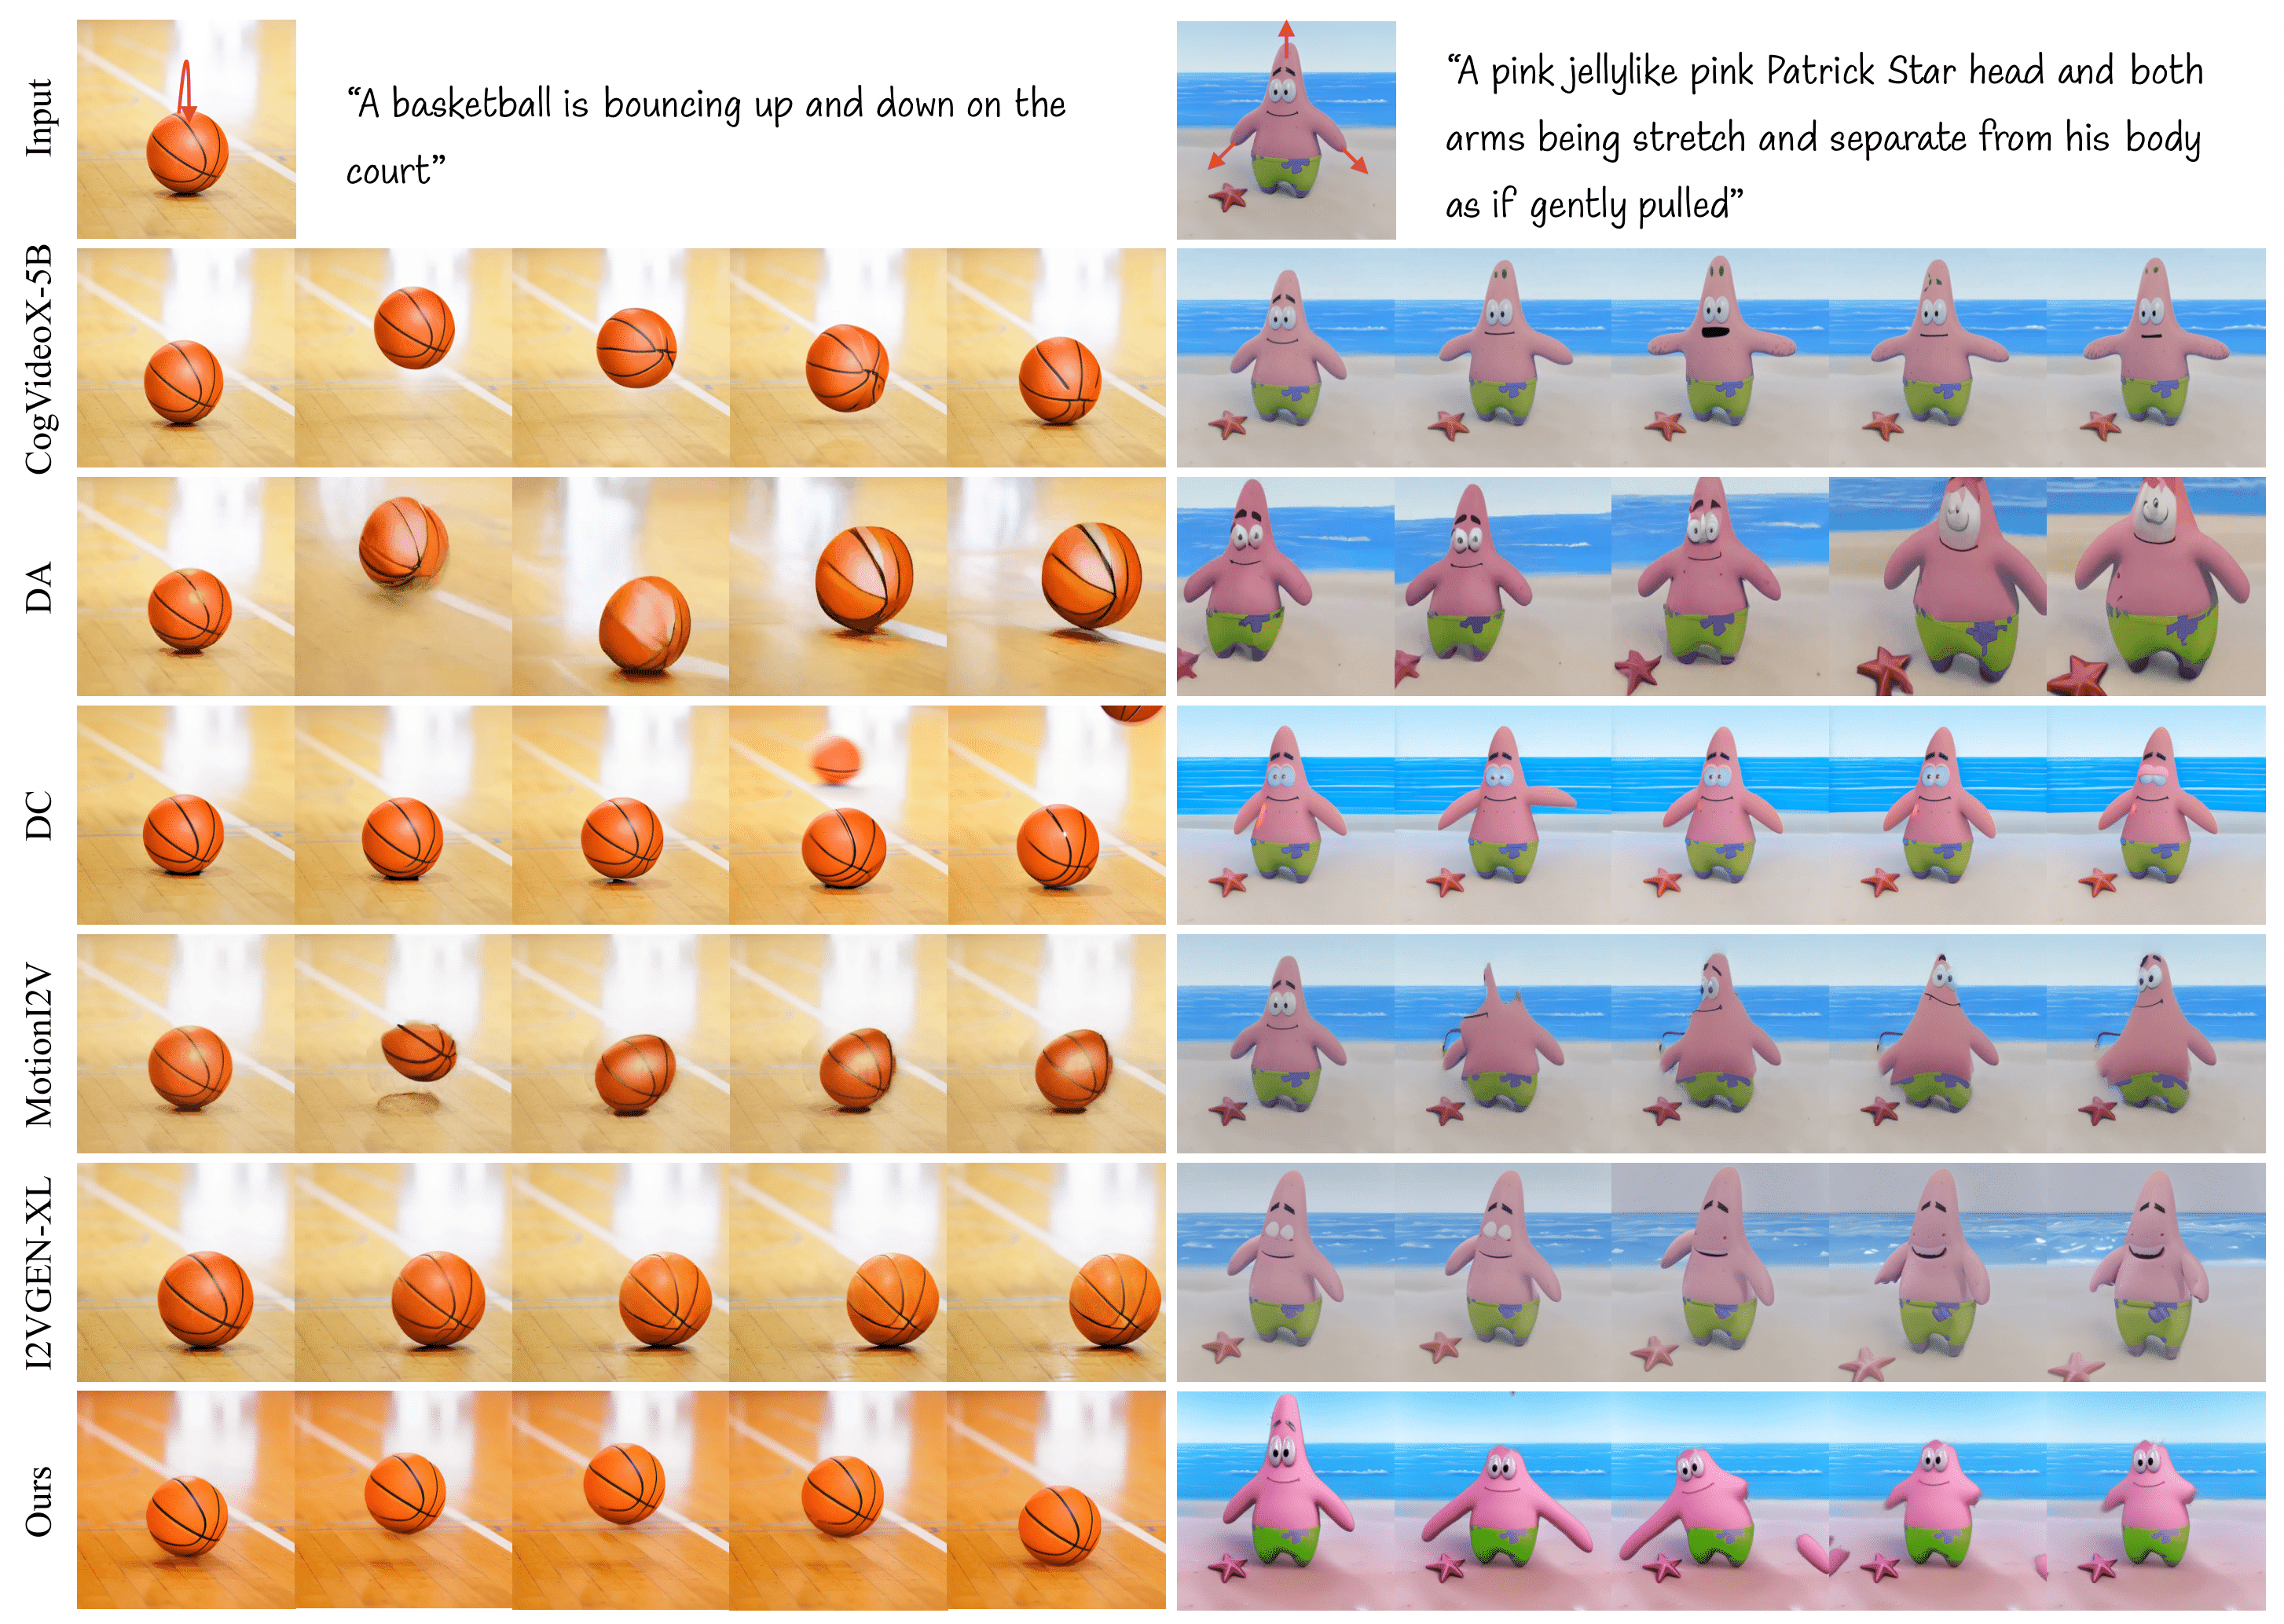 Input
“A basketball is bouncing up and down on the
court”
“A pink jellylike pink Patrick Star head and both
arms being stretch and separate from his body
as if gently pulled”
CogVideoX-5B
DA
DC
MotionI2V
I2VGEN-XL
Ours